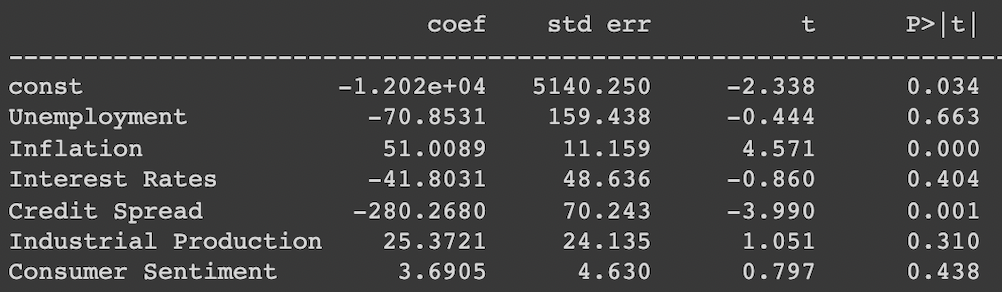 coef std err t P>|t|
--------------------------------------------------------------------------------
const -1.202e+04 5140.250 -2.338 0.034
Unemployment -70.8531 159.438 -0.444 0.663
Inflation 51.0089 11.159 4.571 0.000
Interest Rates -41.8031 48.636 -0.860 0.404
Credit Spread -280.2680 70.243 -3.990 0.001
Industrial Production 25.3721 24.135 1.051 0.310
Consumer Sentiment 3.6905 4.630 0.797 0.438